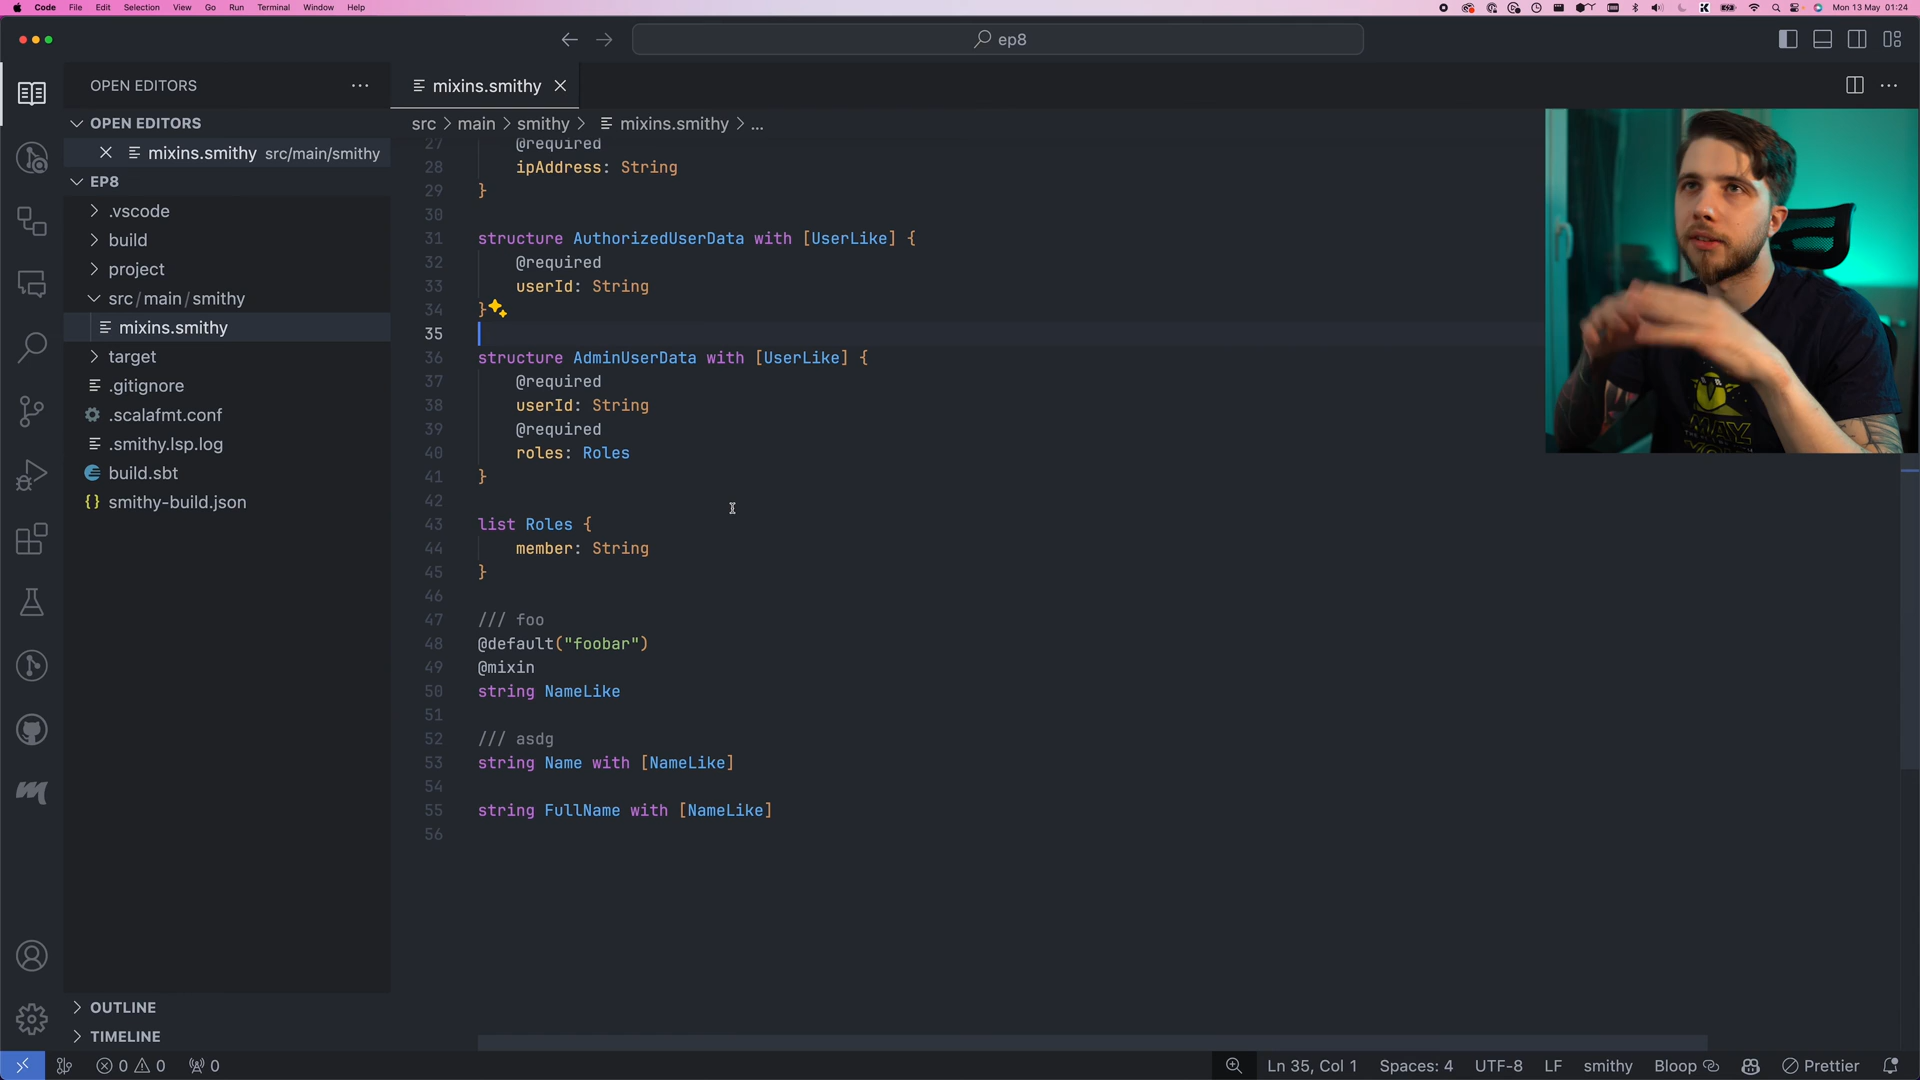 Code File Edit Selection View Go Run Terminal Window Help
Mon 13 May 01:24
ep8
OPEN EDITORS
mixins.smithy
OPEN EDITORS
mixins.smithy src/main/smithy
EP8
.vscode
build
project
src/main/smithy
mixins.smithy
target
.gitignore
.scalafmt.conf
.smithy.lsp.log
build.sbt
{} smithy-build.json
OUTLINE
TIMELINE
src > main > smithy > mixins.smithy > ...
27 @required
28 ipAddress: String
29 }
30
31 structure AuthorizedUserData with [UserLike] {
32 @required
33 userId: String
34 }
35
36 structure AdminUserData with [UserLike] {
37 @required
38 userId: String
39 @required
40 roles: Roles
41 }
42
43 list Roles {
44 member: String
45 }
46
47 /// foo
48 @default("foobar")
49 @mixin
50 string NameLike
51
52 /// asdg
53 string Name with [NameLike]
54
55 string FullName with [NameLike]
56
MAY
0 0 0
Ln 35, Col 1 Spaces: 4 UTF-8 LF smithy Bloop Prettier